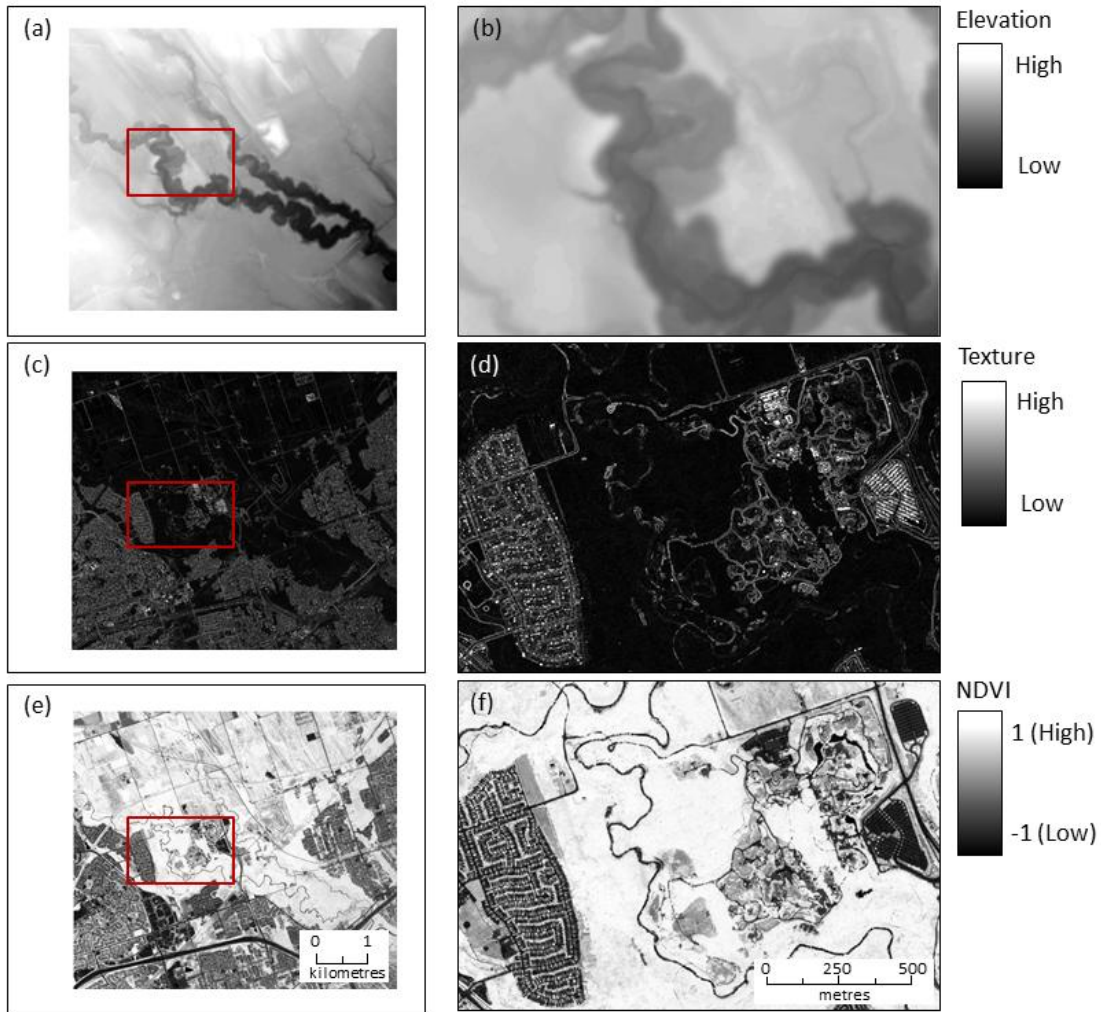 (a)
(b)
Elevation
High
Low
(c)
(d)
Texture
High
Low
(e)
0 1
kilometres
(f)
0 250 500
metres
NDVI
1 (High)
-1 (Low)